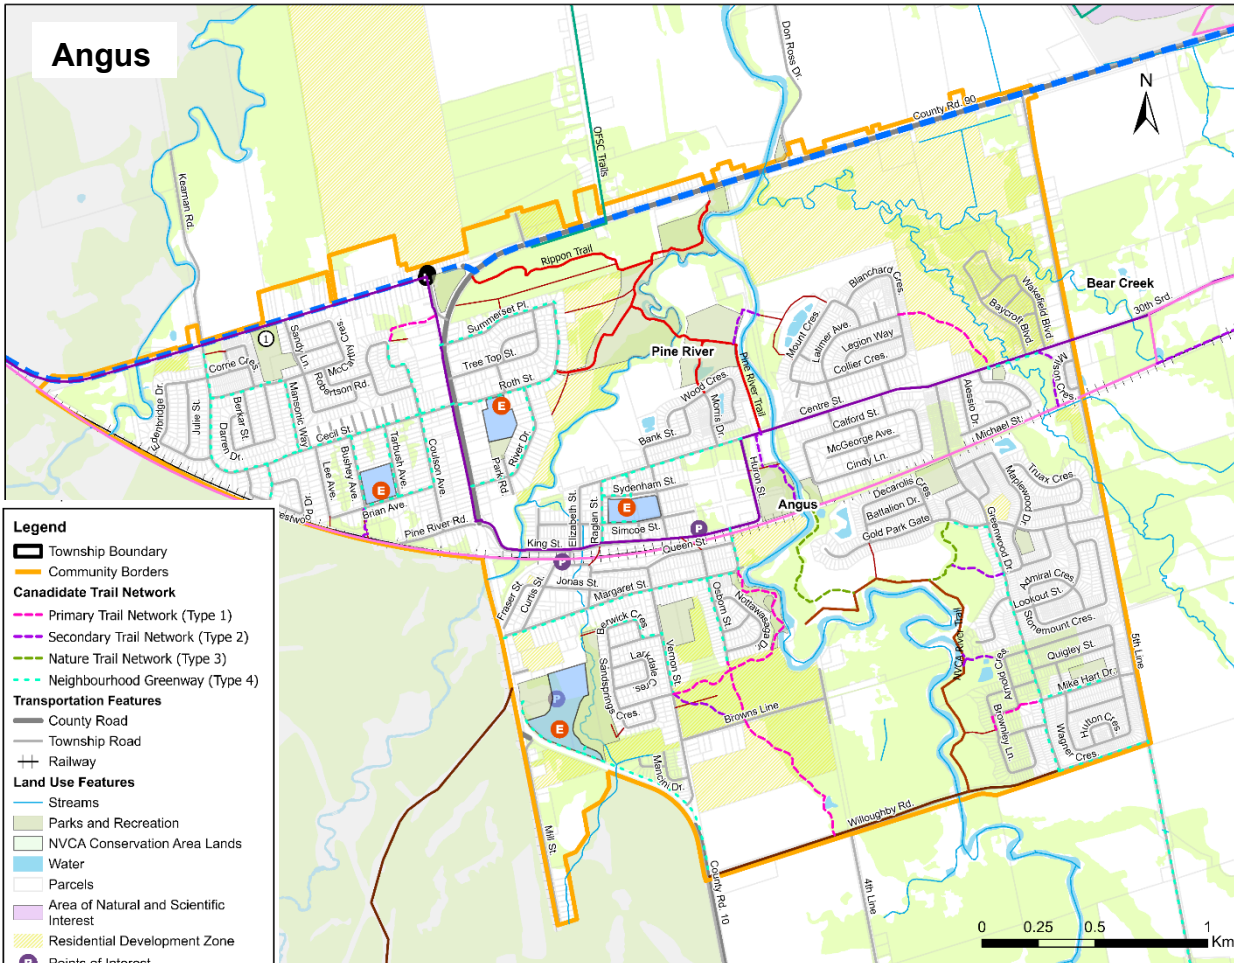 Angus
N
Don Ross Dr.
County Rd. 90
OFSC Trails
Kearnan Rd.
Rippon Trail
Bear Creek
30th Srd.
Wakefield Blvd.
Baycroft Blvd.
Blanchard Cres.
Mount Cres.
Latimer Ave.
Legion Way
Collier Cres.
Summerset Pl.
Tree Top St.
Roth St.
Pine River
Pine River Trail
Wood Cres.
Morris Dr.
Bank St.
Centre St.
Calford St.
McGeorge Ave.
Cindy Ln.
Alessio Dr.
Michael St.
1
Sandy Ln.
Robertson Rd.
Corrie Cres.
Edenbridge Dr.
Julie St.
Berkar St.
Darren Dr.
Mansonic Way
Cecil St.
Lee Ave.
Bushey Ave.
Tarbush Ave.
Coulson Ave.
Brian Ave.
E
E
E
E
River Dr.
Park Rd.
Pine River Rd.
Sydenham St.
Elizabeth St.
Raglan St.
Simcoe St.
King St.
Queen St.
Huron St.
P
P
P
Angus
Decarolis Cres.
Battalion Dr.
Gold Park Gate
Maplewood Dr.
Truax Cres.
Greenwood Dr.
Admiral Cres.
Lookout St.
Stonemount Cres.
Quigley St.
Mike Hart Dr.
5th Line
Arnold Cres.
Brownley Ln.
Wagner Cres.
Hutton Cres.
NVCA River Trail
Fraser St.
Curtis St.
Jonas St.
Margaret St.
Osborn St.
Nottawasaga Dr.
Vernon St.
Berwick Cres.
Larkdale Cres.
Sandsprings Cres.
Browns Line
Mancini Dr.
Mill St.
County Rd. 10
Willoughby Rd.
4th Line
Legend
Township Boundary
Community Borders
Canadidate Trail Network
Primary Trail Network (Type 1)
Secondary Trail Network (Type 2)
Nature Trail Network (Type 3)
Neighbourhood Greenway (Type 4)
Transportation Features
County Road
Township Road
Railway
Land Use Features
Streams
Parks and Recreation
NVCA Conservation Area Lands
Water
Parcels
Area of Natural and Scientific
Interest
Residential Development Zone
P Points of Interest
0 0.25 0.5 1
Km